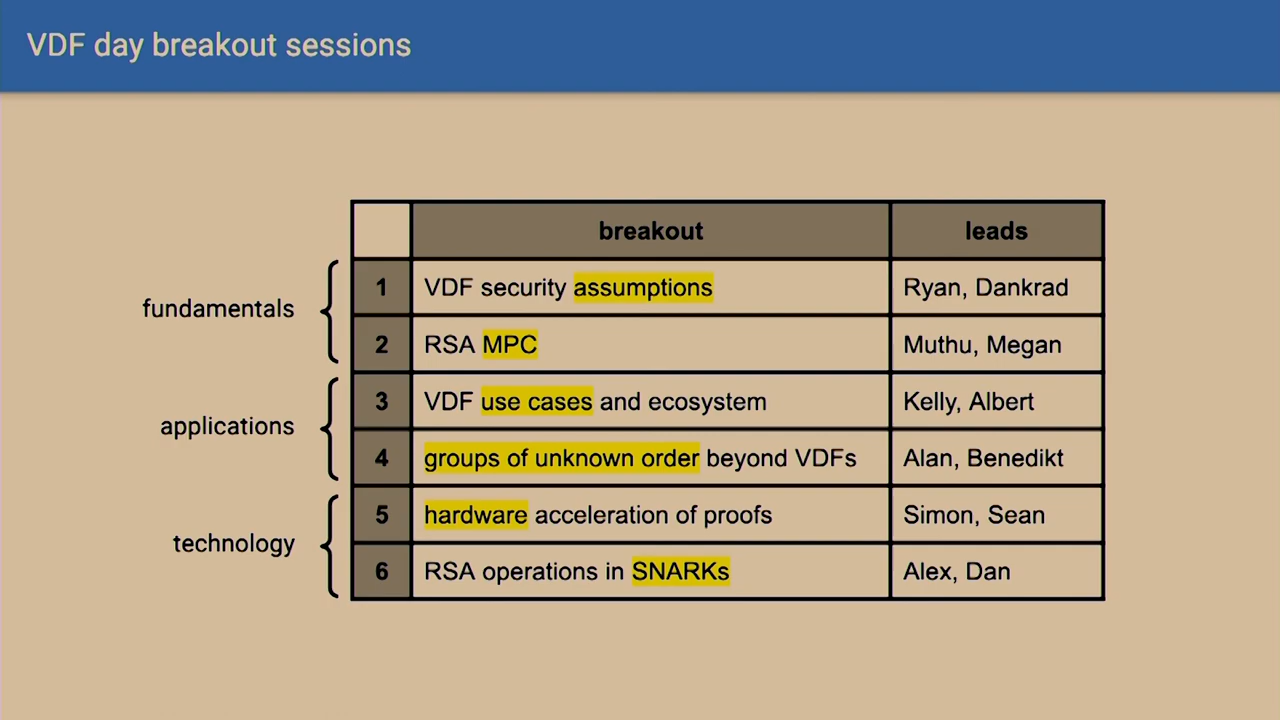 VDF day breakout sessions
breakout leads
fundamentals
1 VDF security assumptions Ryan, Dankrad
2 RSA MPC Muthu, Megan
applications
3 VDF use cases and ecosystem Kelly, Albert
4 groups of unknown order beyond VDFs Alan, Benedikt
technology
5 hardware acceleration of proofs Simon, Sean
6 RSA operations in SNARKs Alex, Dan